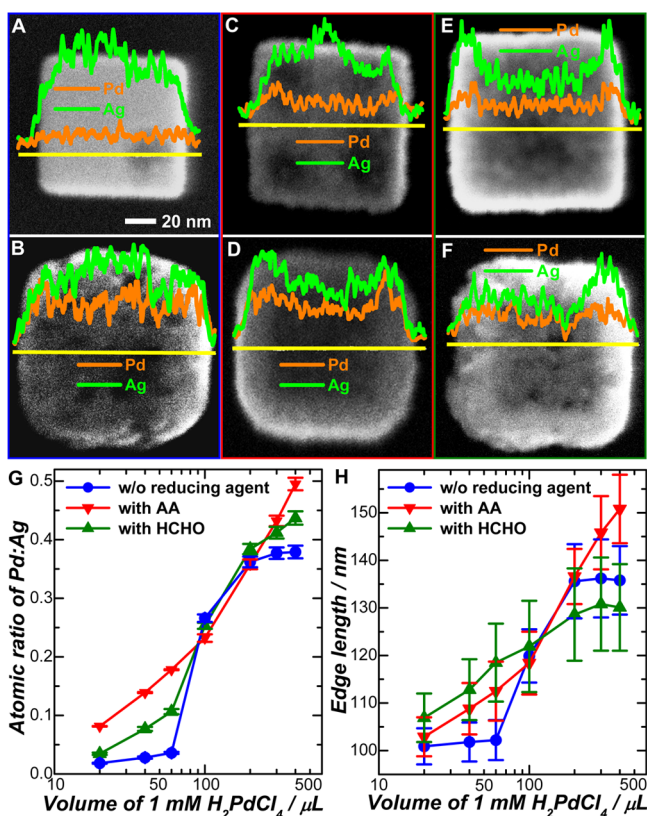 A
Pd
Ag
20 nm
C
Pd
Ag
E
Pd
Ag
B
Pd
Ag
D
Pd
Ag
F
Pd
Ag
G
w/o reducing agent
with AA
with HCHO
Atomic ratio of Pd:Ag
0.5
0.4
0.3
0.2
0.1
0.0
10
100
500
Volume of 1 mM H₂PdCl₄ / μL
H
w/o reducing agent
with AA
with HCHO
Edge length / nm
150
140
130
120
110
100
10
100
500
Volume of 1 mM H₂PdCl₄ / μL